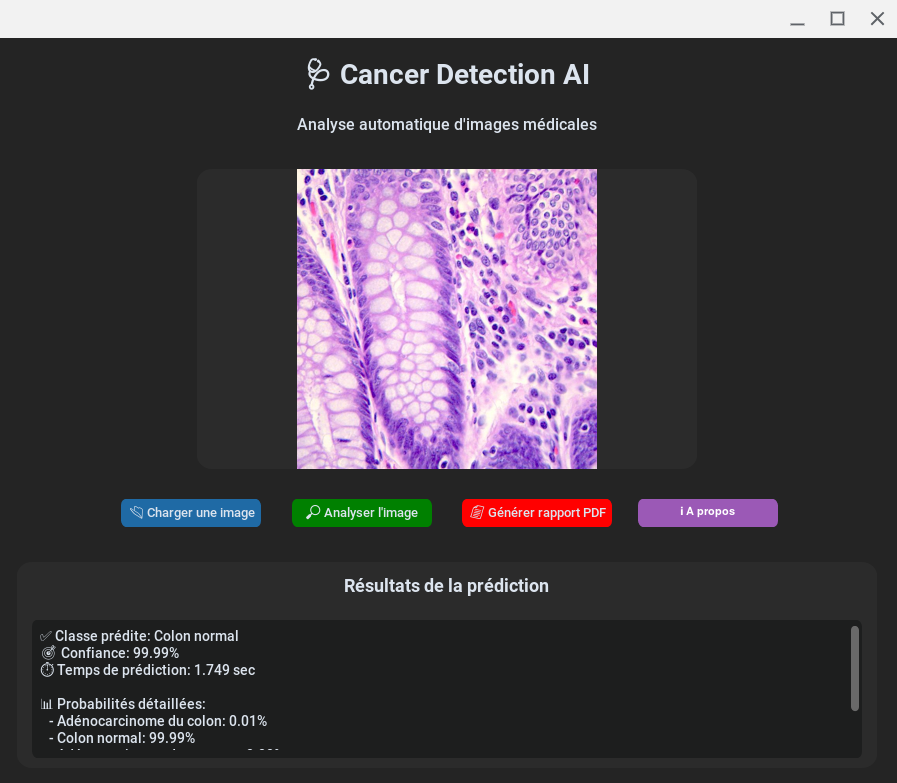 Cancer Detection AI
Analyse automatique d'images médicales
Charger une image
Analyser l'image
Générer rapport PDF
ℹ A propos
Résultats de la prédiction
✅ Classe prédite: Colon normal
🎯 Confiance: 99.99%
⏱ Temps de prédiction: 1.749 sec
📊 Probabilités détaillées:
- Adénocarcinome du colon: 0.01%
- Colon normal: 99.99%